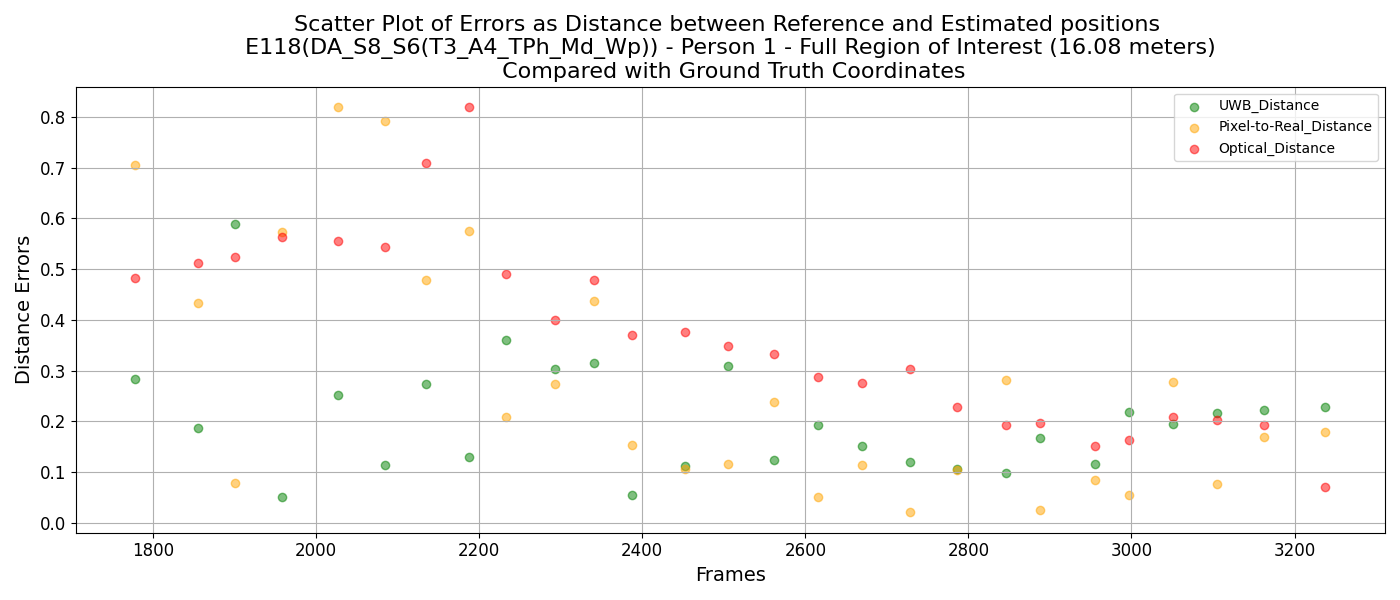 Scatter Plot of Errors as Distance between Reference and Estimated positions
E118(DA_S8_S6(T3_A4_TPh_Md_Wp)) - Person 1 - Full Region of Interest (16.08 meters)
Compared with Ground Truth Coordinates
UWB_Distance
Pixel-to-Real_Distance
Optical_Distance
Distance Errors
0.8
0.7
0.6
0.5
0.4
0.3
0.2
0.1
0.0
1800 2000 2200 2400 2600 2800 3000 3200
Frames